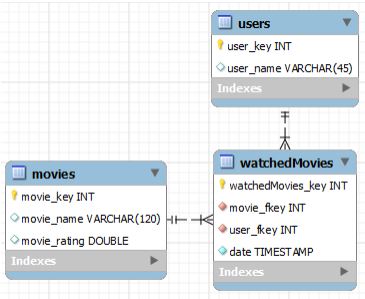 users
user_key INT
user_name VARCHAR(45)
Indexes
movies
movie_key INT
movie_name VARCHAR(120)
movie_rating DOUBLE
Indexes
watchedMovies
watchedMovies_key INT
movie_fkey INT
user_fkey INT
date TIMESTAMP
Indexes